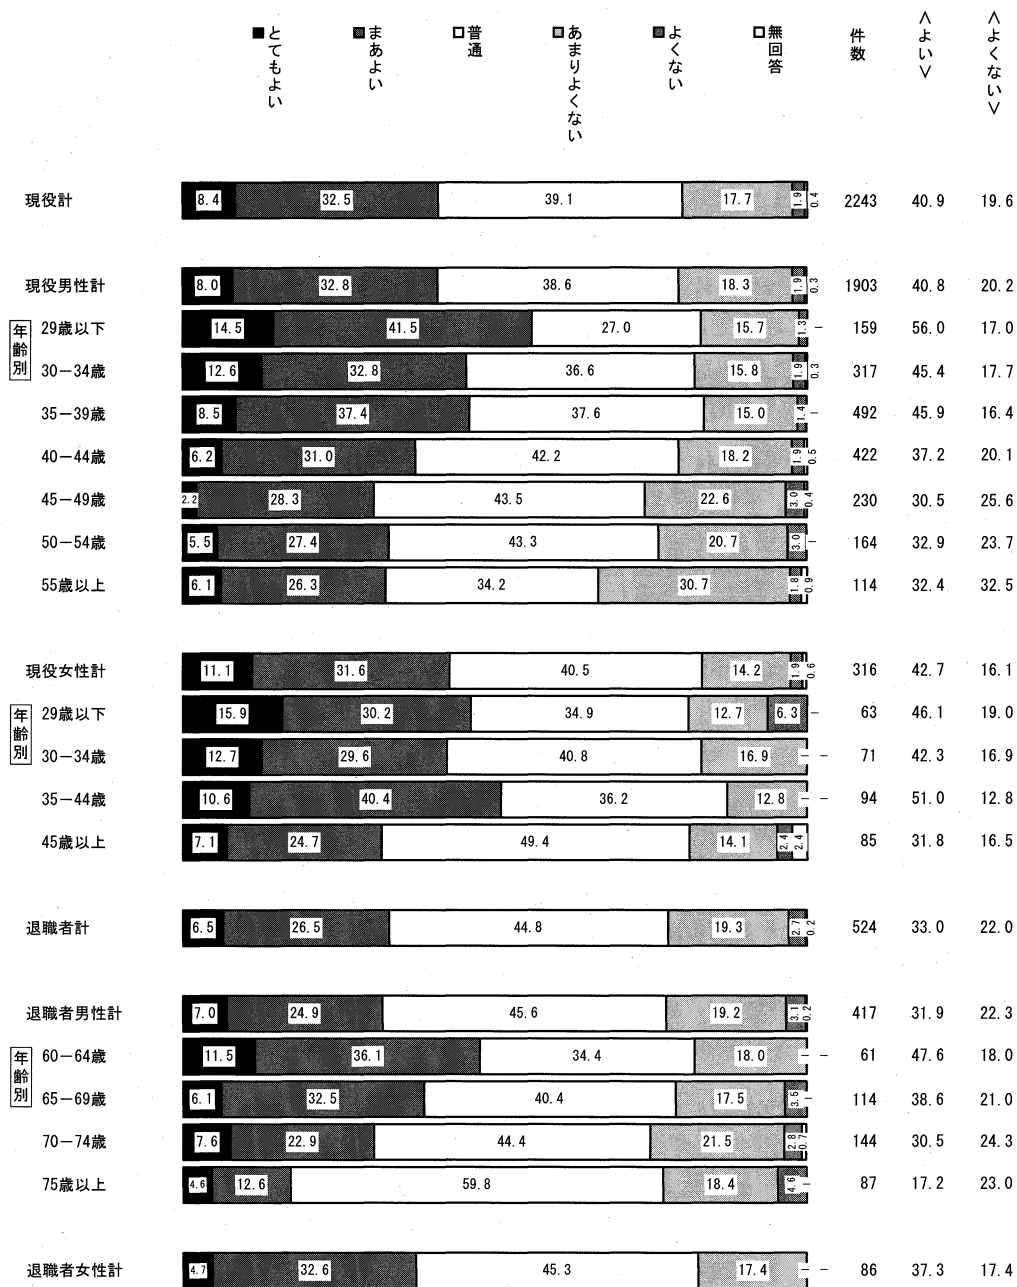 ■とてもよい ■まあよい □普通 □あまりよくない ■よくない □無回答 件数 ＜よい＞ ＜よくない＞
現役計 8.4 32.5 39.1 17.7 1.9 0.4 2243 40.9 19.6
現役男性計 8.0 32.8 38.6 18.3 1.9 0.3 1903 40.8 20.2
年齢別
29歳以下 14.5 41.5 27.0 15.7 1.3 － 159 56.0 17.0
30－34歳 12.6 32.8 36.6 15.8 1.9 0.3 317 45.4 17.7
35－39歳 8.5 37.4 37.6 15.0 1.4 － 492 45.9 16.4
40－44歳 6.2 31.0 42.2 18.2 1.9 0.5 422 37.2 20.1
45－49歳 2.2 28.3 43.5 22.6 3.0 0.4 230 30.5 25.6
50－54歳 5.5 27.4 43.3 20.7 3.0 － 164 32.9 23.7
55歳以上 6.1 26.3 34.2 30.7 1.8 0.9 114 32.4 32.5
現役女性計 11.1 31.6 40.5 14.2 1.9 0.6 316 42.7 16.1
年齢別
29歳以下 15.9 30.2 34.9 12.7 6.3 － 63 46.1 19.0
30－34歳 12.7 29.6 40.8 16.9 － － 71 42.3 16.9
35－44歳 10.6 40.4 36.2 12.8 － － 94 51.0 12.8
45歳以上 7.1 24.7 49.4 14.1 2.4 2.4 85 31.8 16.5
退職者計 6.5 26.5 44.8 19.3 2.7 0.2 524 33.0 22.0
退職者男性計 7.0 24.9 45.6 19.2 3.1 0.2 417 31.9 22.3
年齢別
60－64歳 11.5 36.1 34.4 18.0 － － 61 47.6 18.0
65－69歳 6.1 32.5 40.4 17.5 3.5 － 114 38.6 21.0
70－74歳 7.6 22.9 44.4 21.5 2.8 0.7 144 30.5 24.3
75歳以上 4.6 12.6 59.8 18.4 4.6 － 87 17.2 23.0
退職者女性計 4.7 32.6 45.3 17.4 － － 86 37.3 17.4